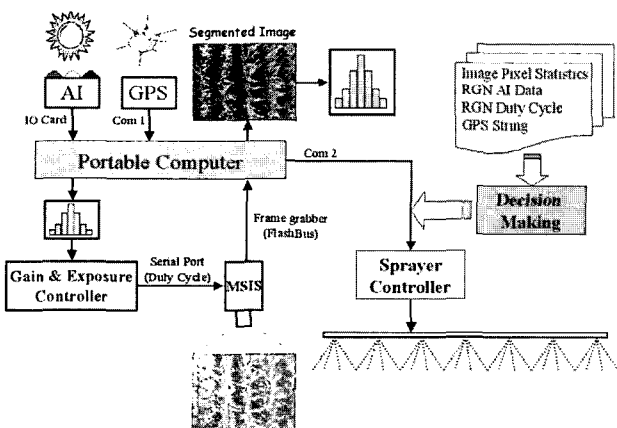 Segmented Image
AI
GPS
IO Card
Com 1
Image Pixel Statistics
RGN AI Data
RGN Duty Cycle
GPS String
Portable Computer
Com 2
Decision
Making
Frame grabber
(FlashBus)
Serial Port
(Duty Cycle)
Gain & Exposure
Controller
MSIS
Sprayer
Controller